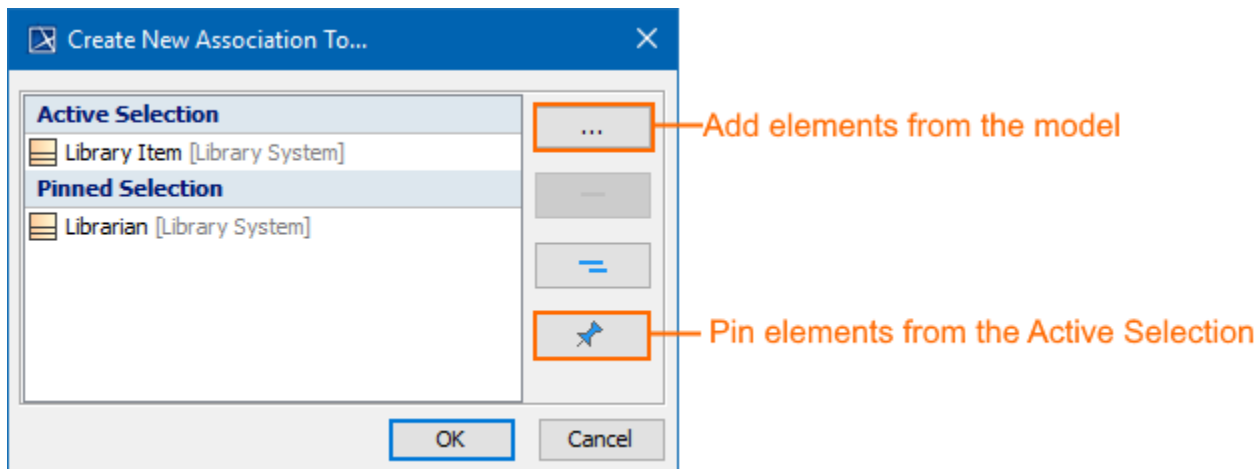 Create New Association To...
Active Selection
...
Add elements from the model
Library Item [Library System]
Pinned Selection
Librarian [Library System]
Pin elements from the Active Selection
OK
Cancel